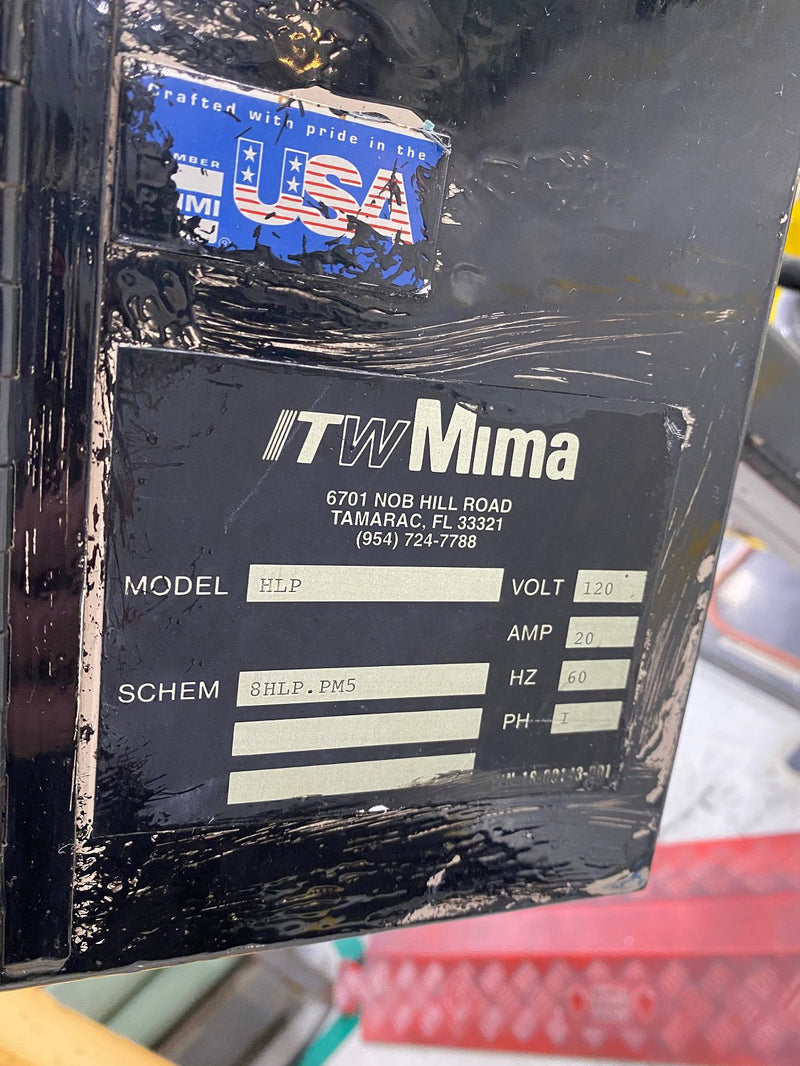 Crafted with pride in the
USA
ITW Mima
6701 NOB HILL ROAD
TAMARAC, FL 33321
(954) 724-7788
MODEL HLP VOLT 120
AMP 20
SCHEM 8HLP.PM5 HZ 60
PH I